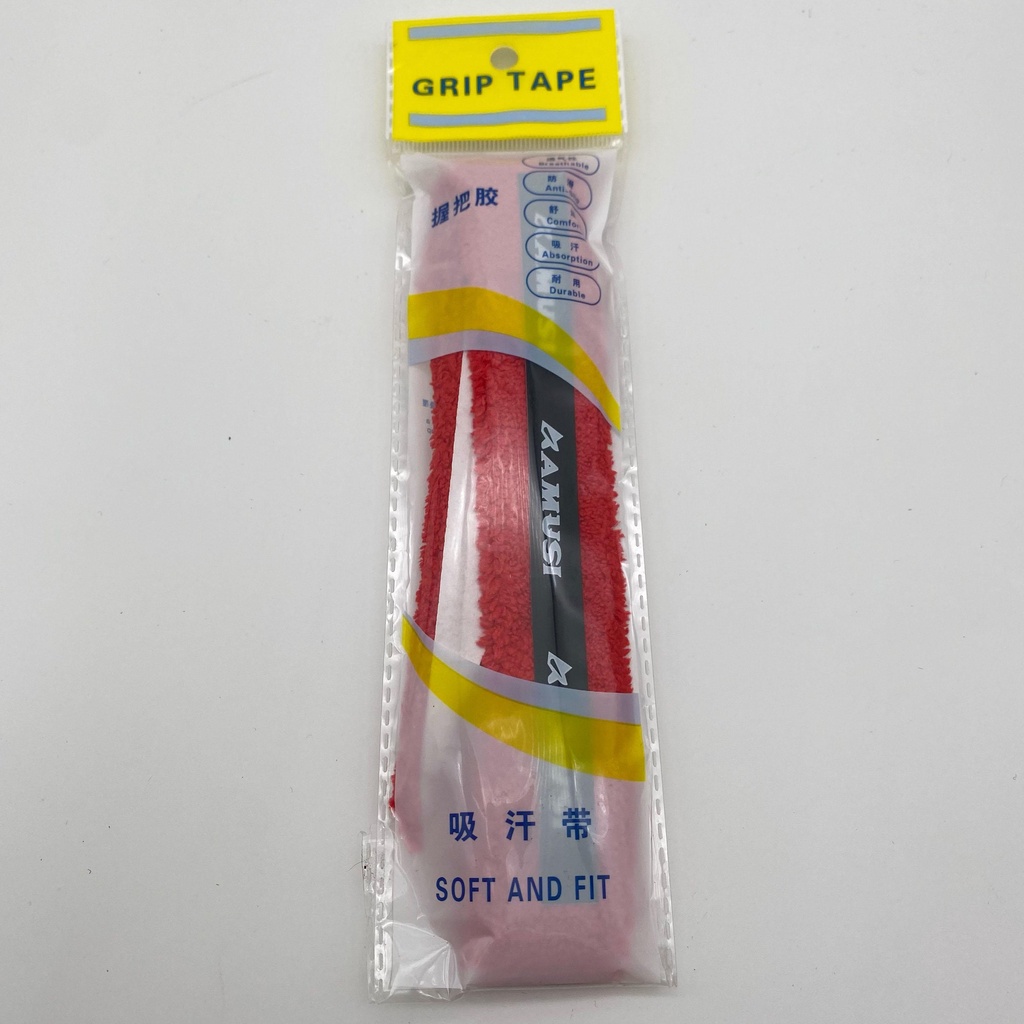 GRIP TAPE
握把胶
Breathable
Anti-
Comfo
吸汗
Absorption
耐用
Durable
KAMUSI
吸汗带
SOFT AND FIT